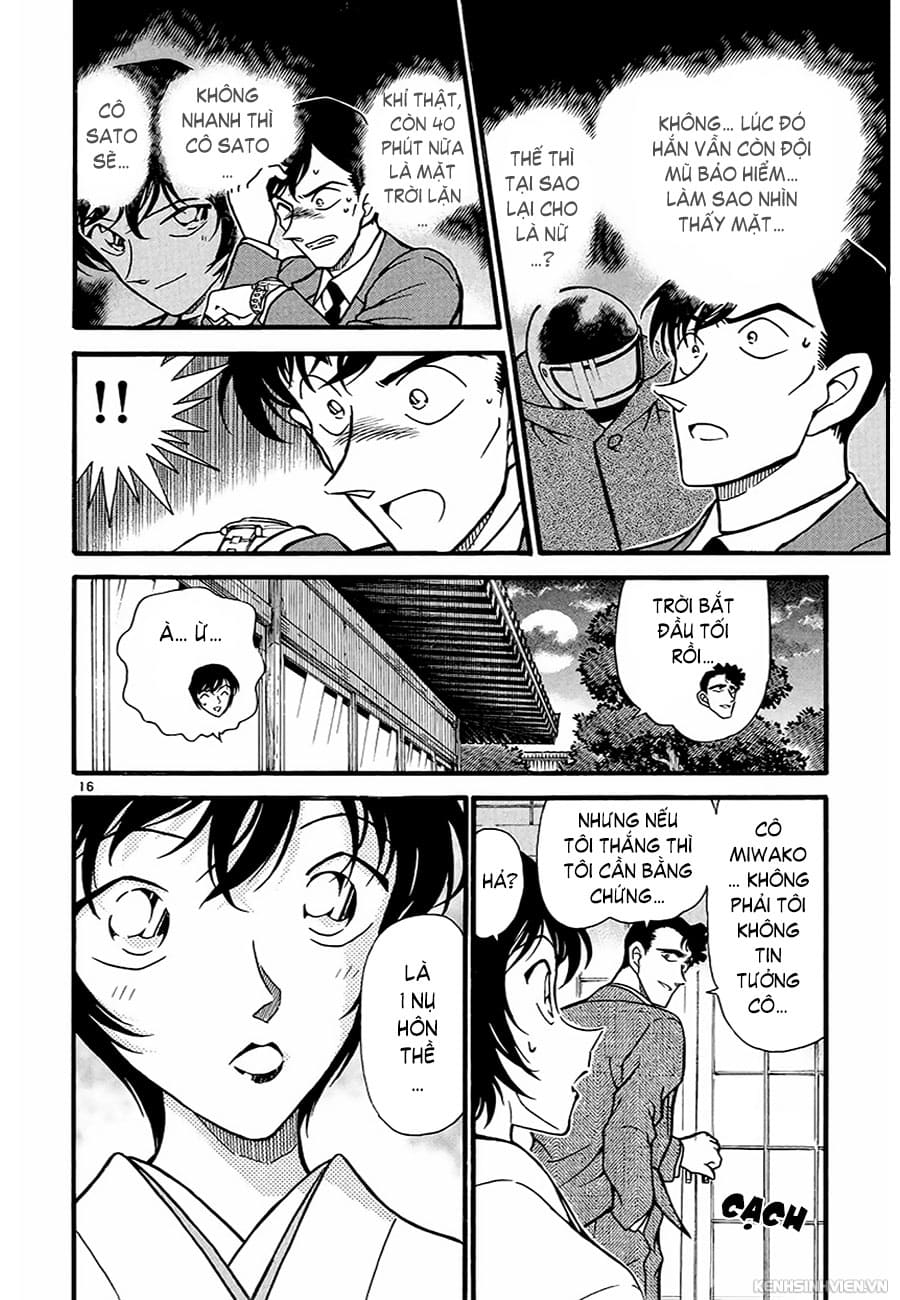 KHÔNG... LÚC ĐÓ
HẮN VẪN CÒN ĐỘI
MŨ BẢO HIỂM...
LÀM SAO NHÌN
THẤY MẶT...
THẾ THÌ
TẠI SAO
LẠI CHO
LÀ NỮ
...?
KHỈ THẬT,
CÒN 40
PHÚT NỮA
LÀ MẶT
TRỜI LẶN
...
KHÔNG
NHANH THÌ
CÔ SATO
...
CÔ
SATO
SẼ...
!!
TRỜI BẮT
ĐẦU TỐI
RỒI...
À... Ừ...
16
CÔ
MIWAKO
... KHÔNG
PHẢI TÔI
KHÔNG
TIN
TƯỞNG
CÔ...
NHƯNG NẾU
TÔI THẮNG THÌ
TÔI CẦN BẰNG
CHỨNG...
HẢ?
CẠCH
LÀ
1 NỤ
HÔN
THỀ
...
KENHSINHVIEN.VN